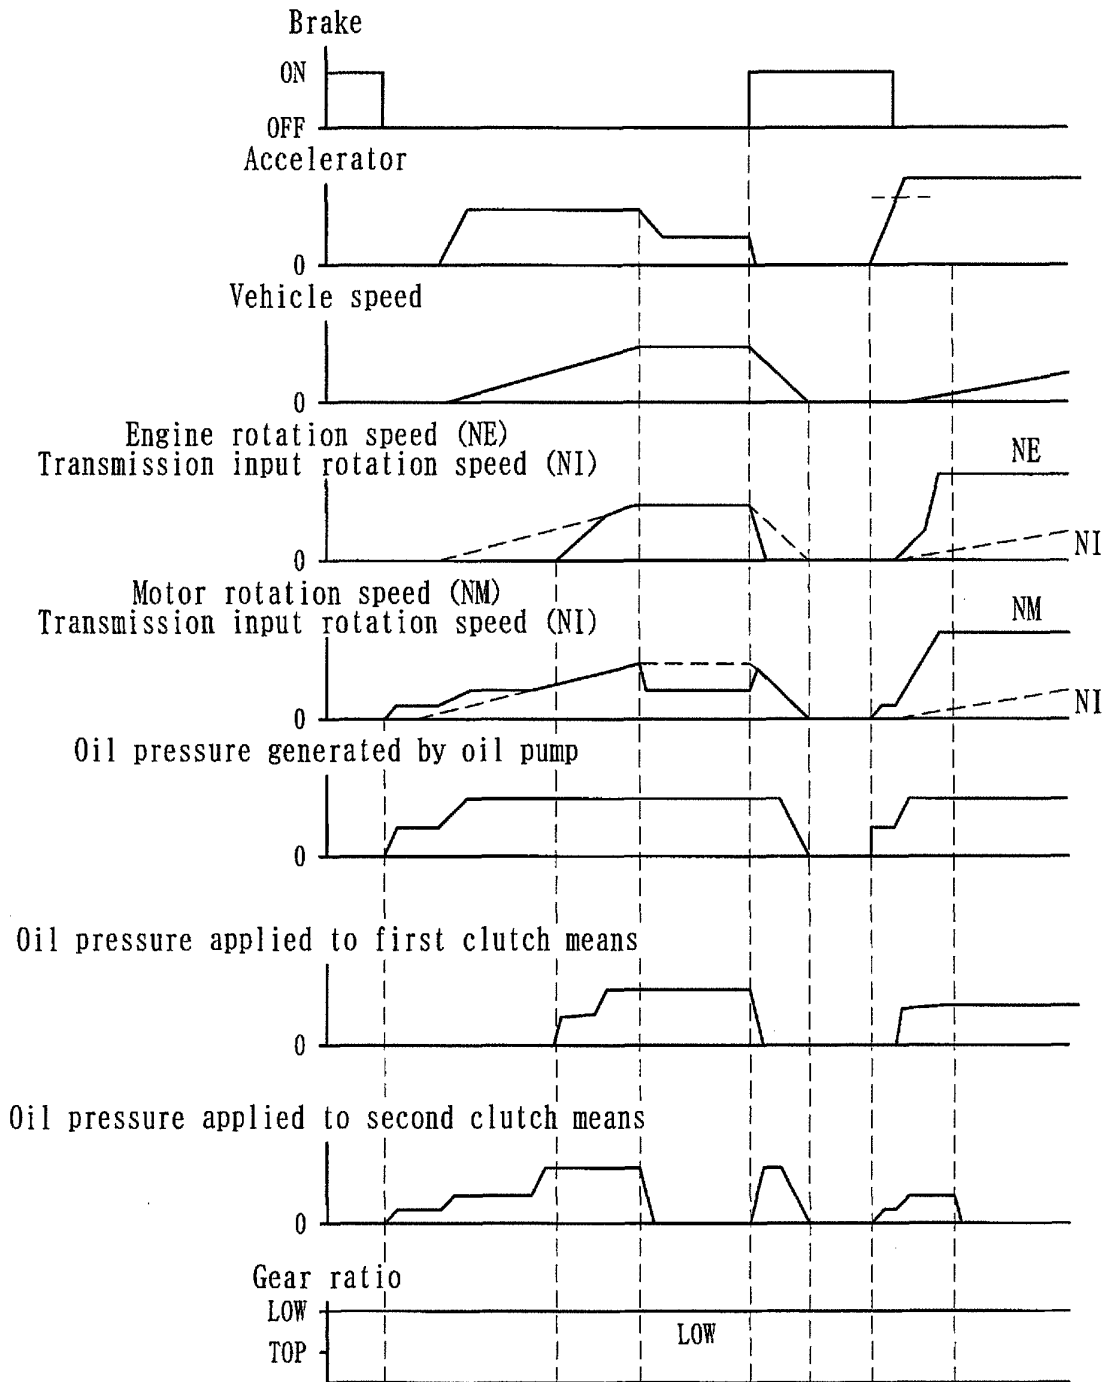 Brake
ON
OFF
Accelerator
0
Vehicle speed
0
Engine rotation speed (NE)
Transmission input rotation speed (NI)
NE
0
NI
Motor rotation speed (NM)
Transmission input rotation speed (NI)
NM
0
NI
Oil pressure generated by oil pump
0
Oil pressure applied to first clutch means
0
Oil pressure applied to second clutch means
0
Gear ratio
LOW
LOW
TOP